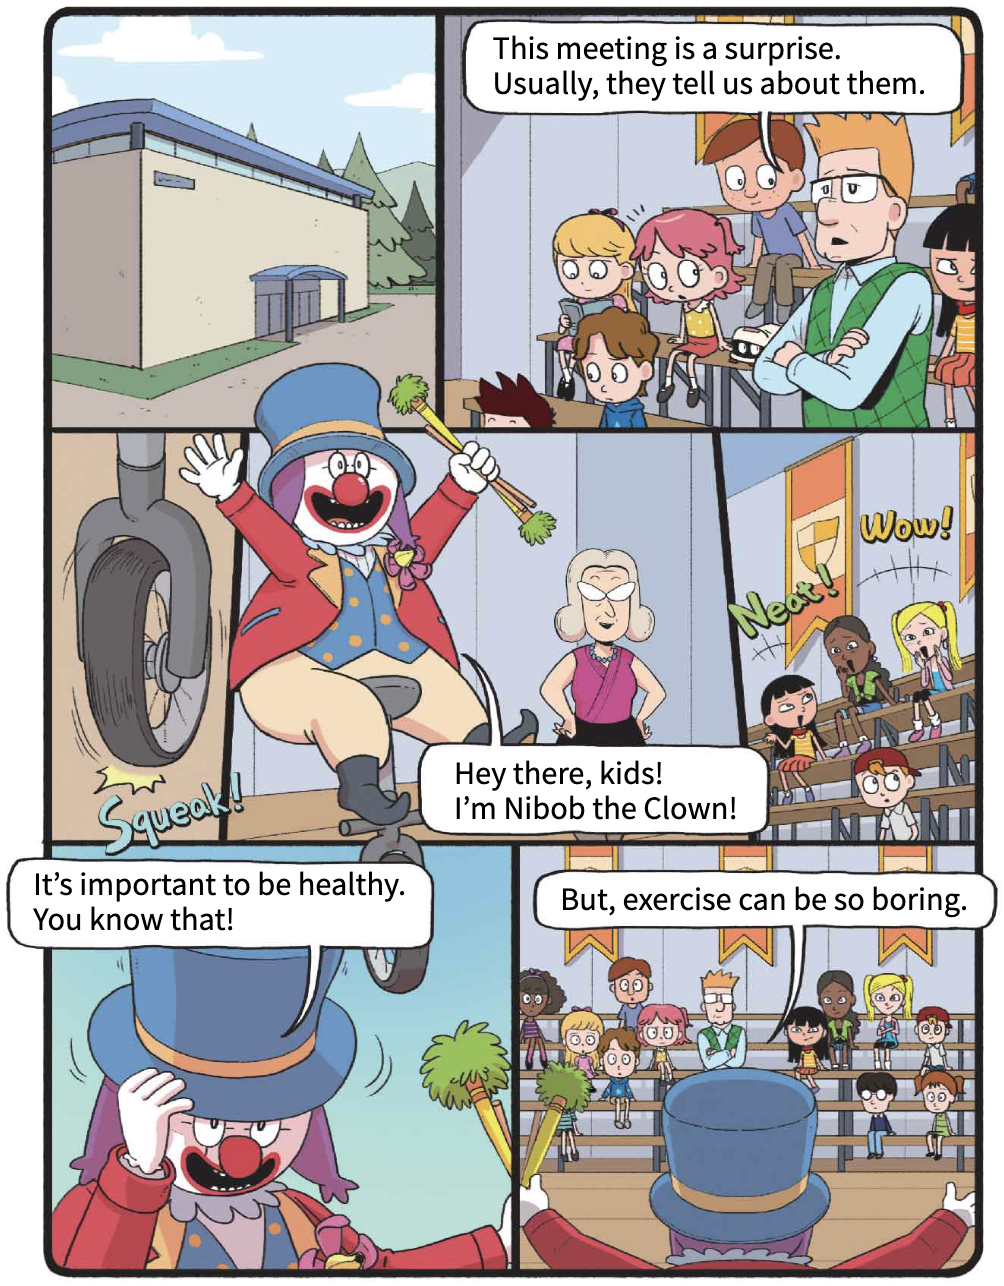 This meeting is a surprise.
Usually, they tell us about them.
Squeak!
Hey there, kids!
I'm Nibob the Clown!
Neat!
Wow!
It's important to be healthy.
You know that!
But, exercise can be so boring.